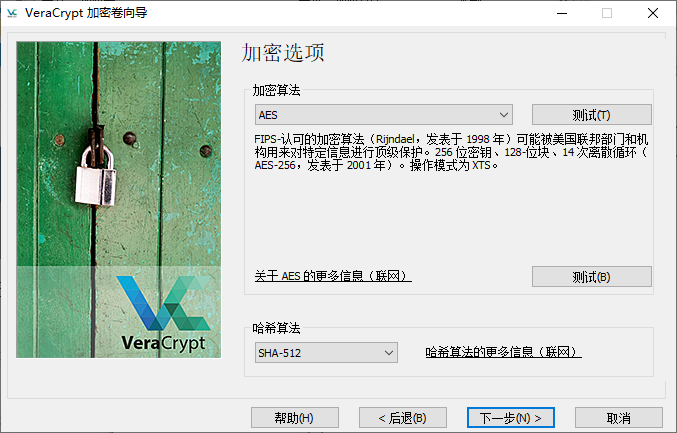 VeraCrypt 加密卷向导
加密选项
加密算法
AES
测试(T)
FIPS-认可的加密算法（Rijndael，发表于 1998 年）可能被美国联邦部门和机
构用来对特定信息进行顶级保护。256 位密钥、128-位块、14 次离散循环（
AES-256，发表于 2001 年）。操作模式为 XTS。
关于 AES 的更多信息（联网）
测试(B)
VeraCrypt
哈希算法
SHA-512
哈希算法的更多信息（联网）
帮助(H)
< 后退(B)
下一步(N) >
取消